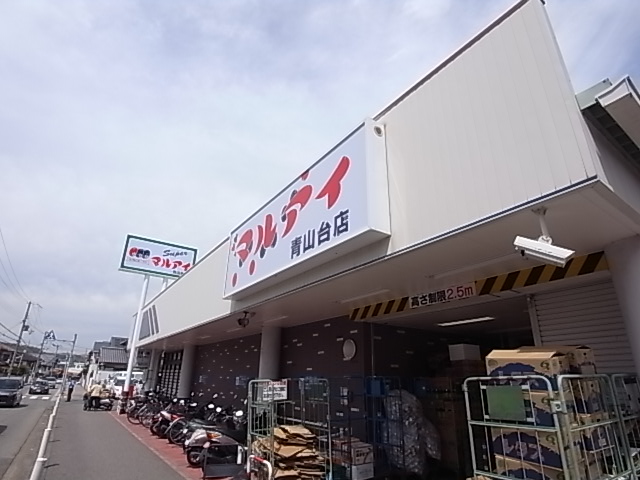 マルアイ
青山台店
Super
マルアイ
高さ制限2.5m